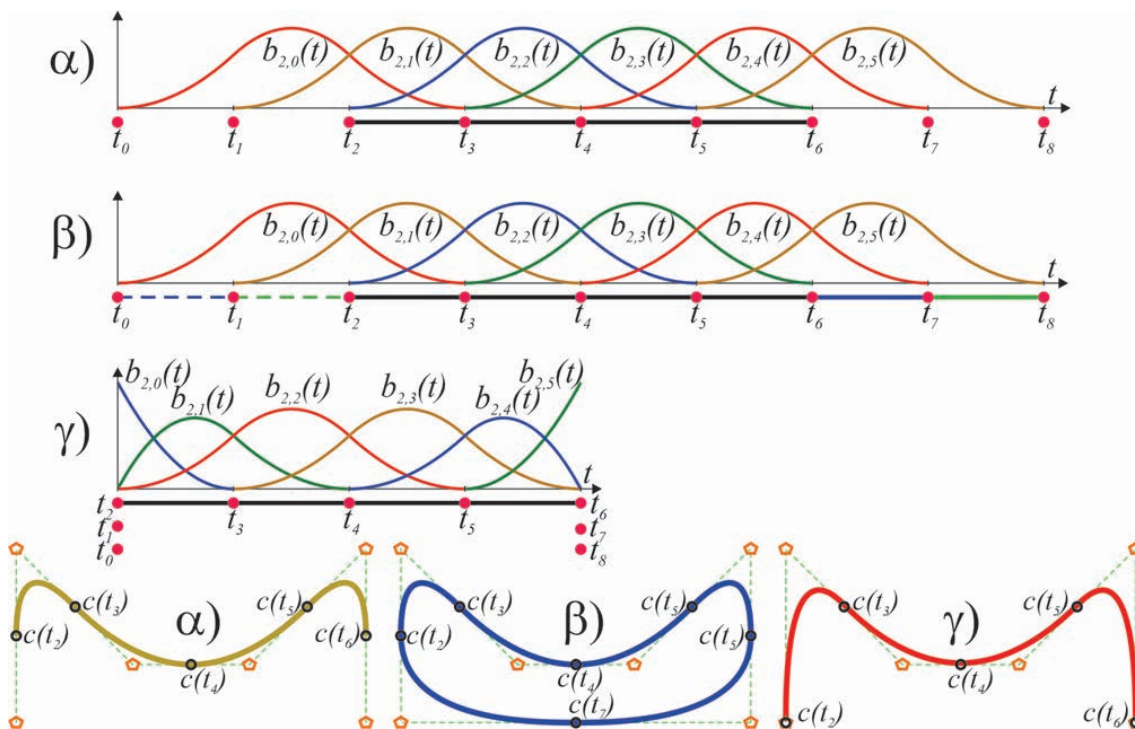 α) b₂,₀(t) b₂,₁(t) b₂,₂(t) b₂,₃(t) b₂,₄(t) b₂,₅(t) t
t₀ t₁ t₂ t₃ t₄ t₅ t₆ t₇ t₈
β) b₂,₀(t) b₂,₁(t) b₂,₂(t) b₂,₃(t) b₂,₄(t) b₂,₅(t) t
t₀ t₁ t₂ t₃ t₄ t₅ t₆ t₇ t₈
b₂,₀(t) b₂,₁(t) b₂,₂(t) b₂,₃(t) b₂,₄(t) b₂,₅(t)
γ) t
t₂ t₃ t₄ t₅ t₆
t₁ t₇
t₀ t₈
c(t₃) α) c(t₅) c(t₃) β) c(t₅) c(t₃) γ) c(t₅)
c(t₂) c(t₆) c(t₂) c(t₅)
c(t₄) c(t₄) c(t₄)
c(t₇) c(t₂) c(t₆)